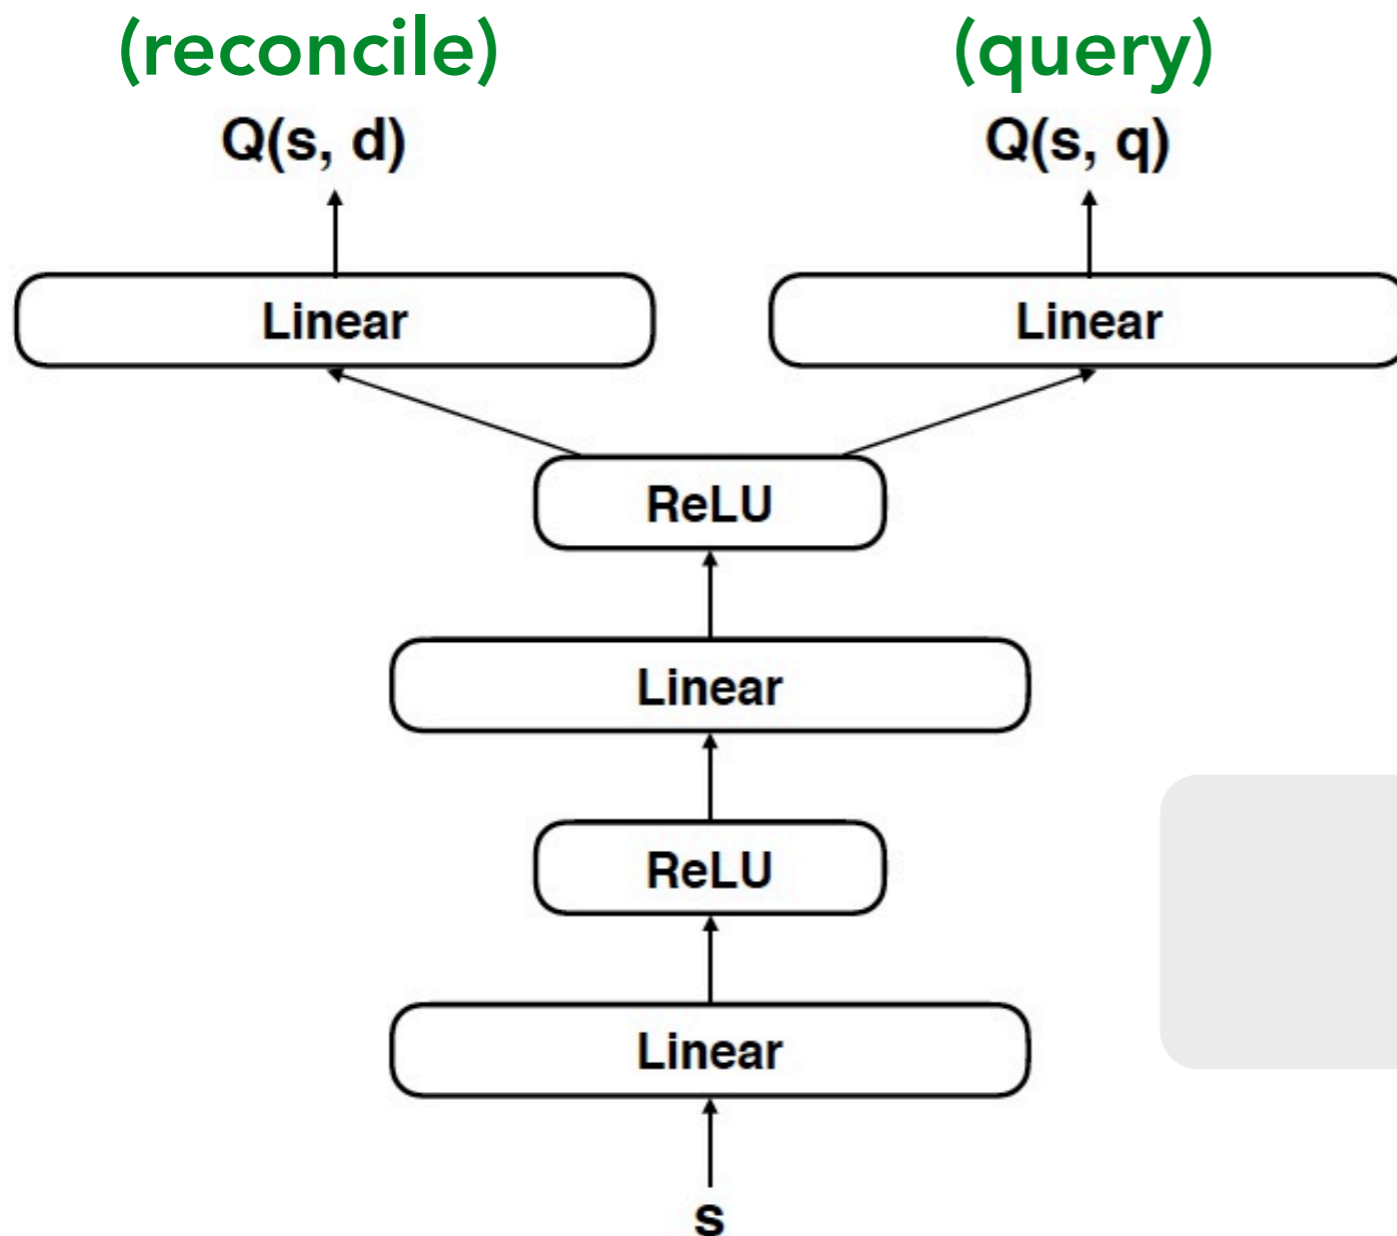 (reconcile) (query)
Q(s, d) Q(s, q)
Linear Linear
ReLU
Linear
ReLU
Linear
s